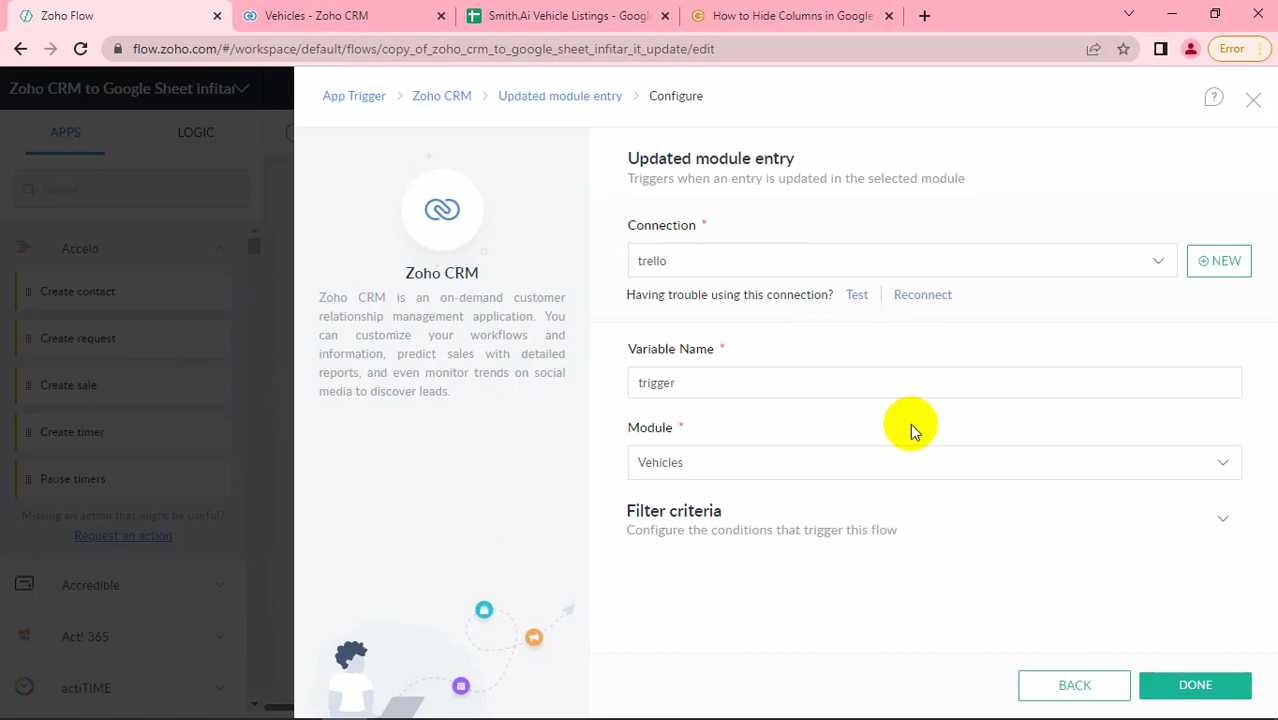 Zoho Flow
Vehicles - Zoho CRM
Smith.Ai Vehicle Listings - Googl
How to Hide Columns in Google
flow.zoho.com/#/workspace/default/flows/copy_of_zoho_crm_to_google_sheet_infitar_it_update/edit
Error
Zoho CRM to Google Sheet infitar
App Trigger > Zoho CRM > Updated module entry > Configure
APPS
LOGIC
Accelo
Create contact
Create request
Create sale
Create timer
Pause timers
Missing an action that might be useful?
Request an action
Accredible
Act! 365
actiTIME
Zoho CRM
Zoho CRM is an on-demand customer
relationship management application. You
can customize your workflows and
information, predict sales with detailed
reports, and even monitor trends on social
media to discover leads.
Updated module entry
Triggers when an entry is updated in the selected module
Connection *
trello
NEW
Having trouble using this connection? Test Reconnect
Variable Name *
trigger
Module *
Vehicles
Filter criteria
Configure the conditions that trigger this flow
BACK
DONE